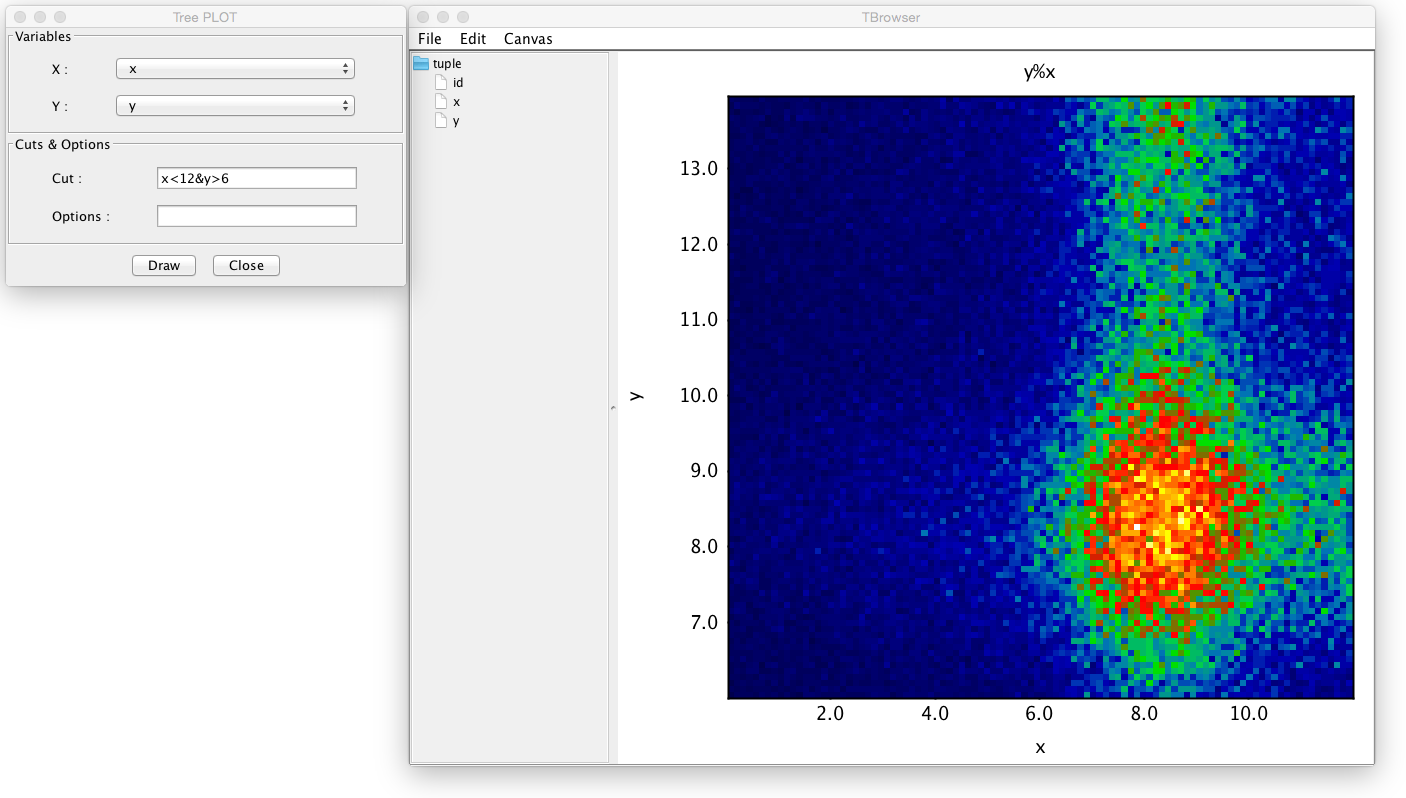 Tree PLOT
Variables
X : x
Y : y
Cuts & Options
Cut : x<12&y>6
Options :
Draw Close
TBrowser
File Edit Canvas
tuple
id
x
y
y%x
13.0
12.0
11.0
10.0
9.0
8.0
7.0
y
2.0 4.0 6.0 8.0 10.0
x